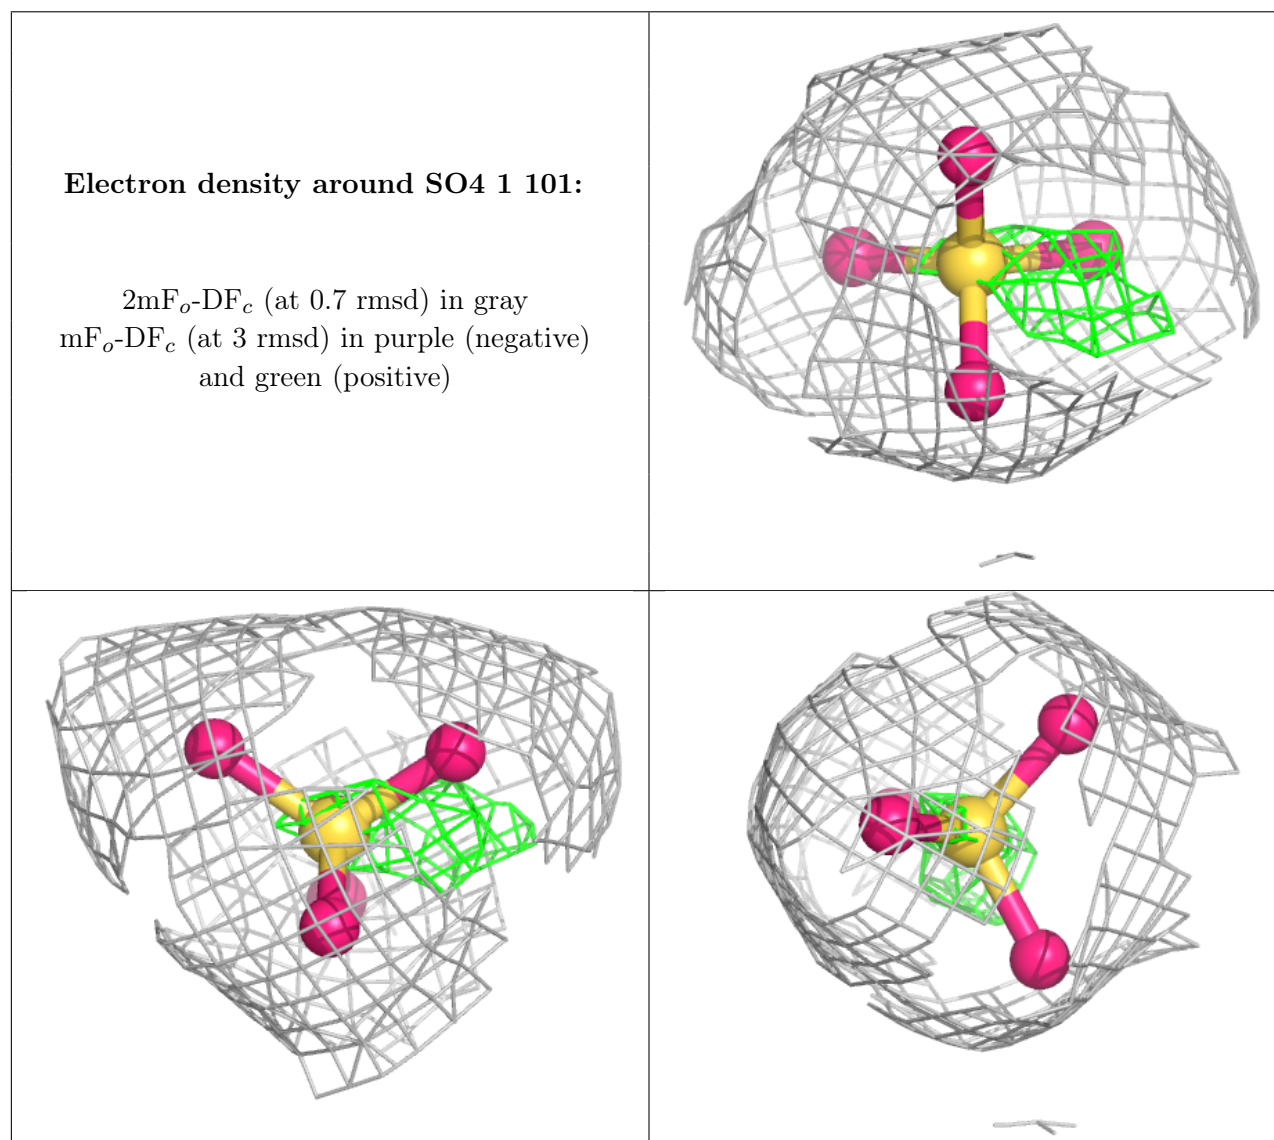 Electron density around SO4 1 101:
2mFo-DFc (at 0.7 rmsd) in gray
mFo-DFc (at 3 rmsd) in purple (negative)
and green (positive)